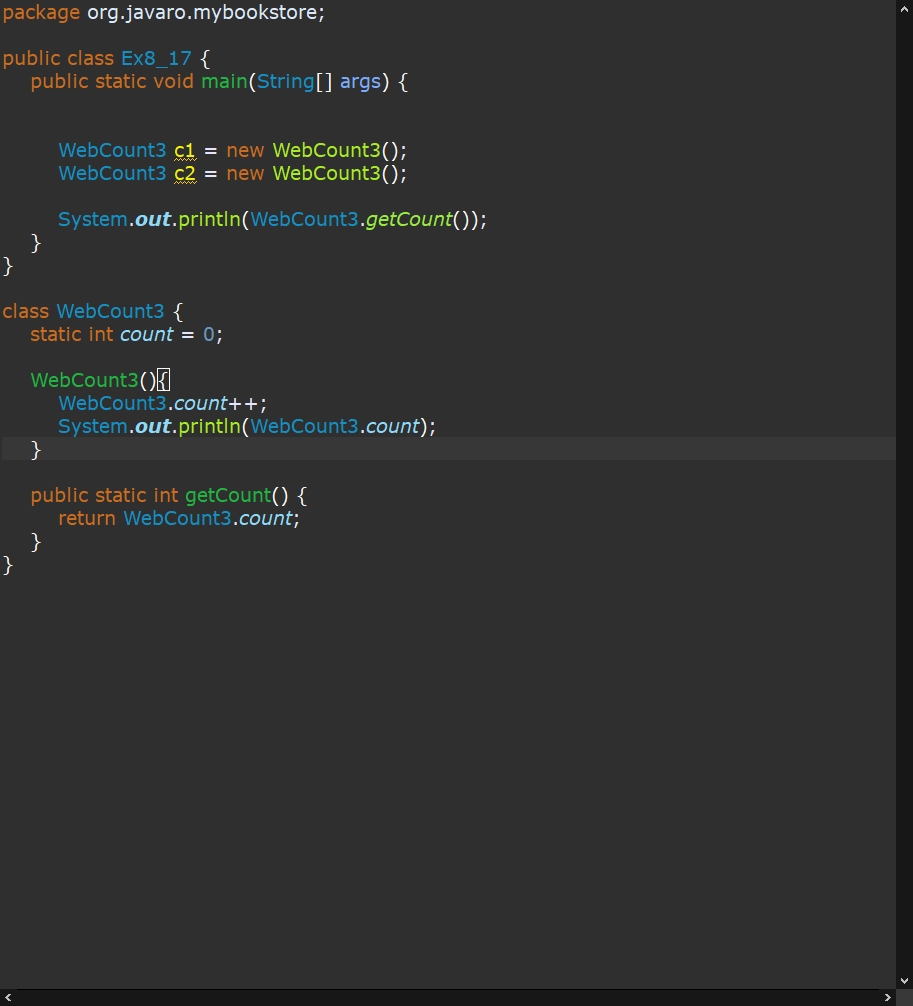 package org.javaro.mybookstore;
public class Ex8_17 {
public static void main(String[] args) {
WebCount3 c1 = new WebCount3();
WebCount3 c2 = new WebCount3();
System.out.println(WebCount3.getCount());
}
}
class WebCount3 {
static int count = 0;
WebCount3(){
WebCount3.count++;
System.out.println(WebCount3.count);
}
public static int getCount() {
return WebCount3.count;
}
}